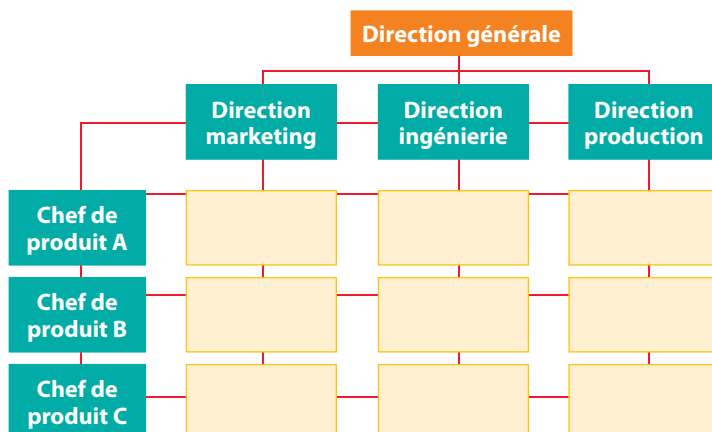 Direction générale
Direction
marketing
Direction
ingénierie
Direction
production
Chef de
produit A
Chef de
produit B
Chef de
produit C